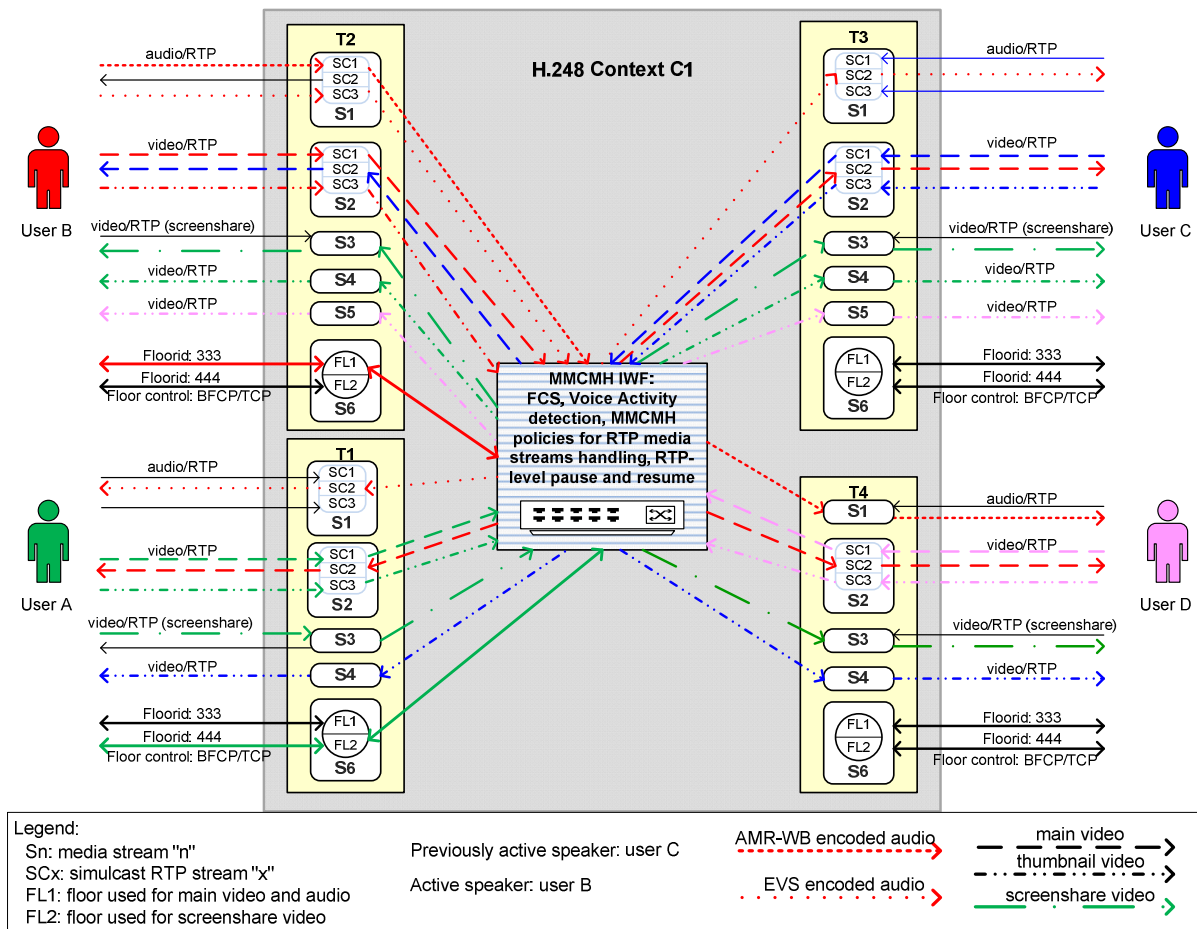 H.248 Context C1
T2
audio/RTP
SC1
SC2
SC3
S1
video/RTP
SC1
SC2
SC3
S2
User B
video/RTP (screenshare)
S3
video/RTP
S4
video/RTP
S5
Floorid: 333
Floorid: 444
Floor control: BFCP/TCP
FL1
FL2
S6
T3
audio/RTP
SC1
SC2
SC3
S1
video/RTP
SC1
SC2
SC3
S2
User C
video/RTP (screenshare)
S3
video/RTP
S4
video/RTP
S5
Floorid: 333
Floorid: 444
Floor control: BFCP/TCP
FL1
FL2
S6
MMCMH IWF:
FCS, Voice Activity
detection, MMCMH
policies for RTP media
streams handling, RTP-
level pause and resume
T1
audio/RTP
SC1
SC2
SC3
S1
video/RTP
SC1
SC2
SC3
S2
User A
video/RTP (screenshare)
S3
video/RTP
S4
Floorid: 333
Floorid: 444
Floor control: BFCP/TCP
FL1
FL2
S6
T4
audio/RTP
S1
video/RTP
SC1
SC2
SC3
S2
User D
video/RTP (screenshare)
S3
video/RTP
S4
Floorid: 333
Floorid: 444
Floor control: BFCP/TCP
FL1
FL2
S6
Legend:
Sn: media stream "n"
SCx: simulcast RTP stream "x"
FL1: floor used for main video and audio
FL2: floor used for screenshare video
Previously active speaker: user C
Active speaker: user B
AMR-WB encoded audio
EVS encoded audio
main video
thumbnail video
screenshare video